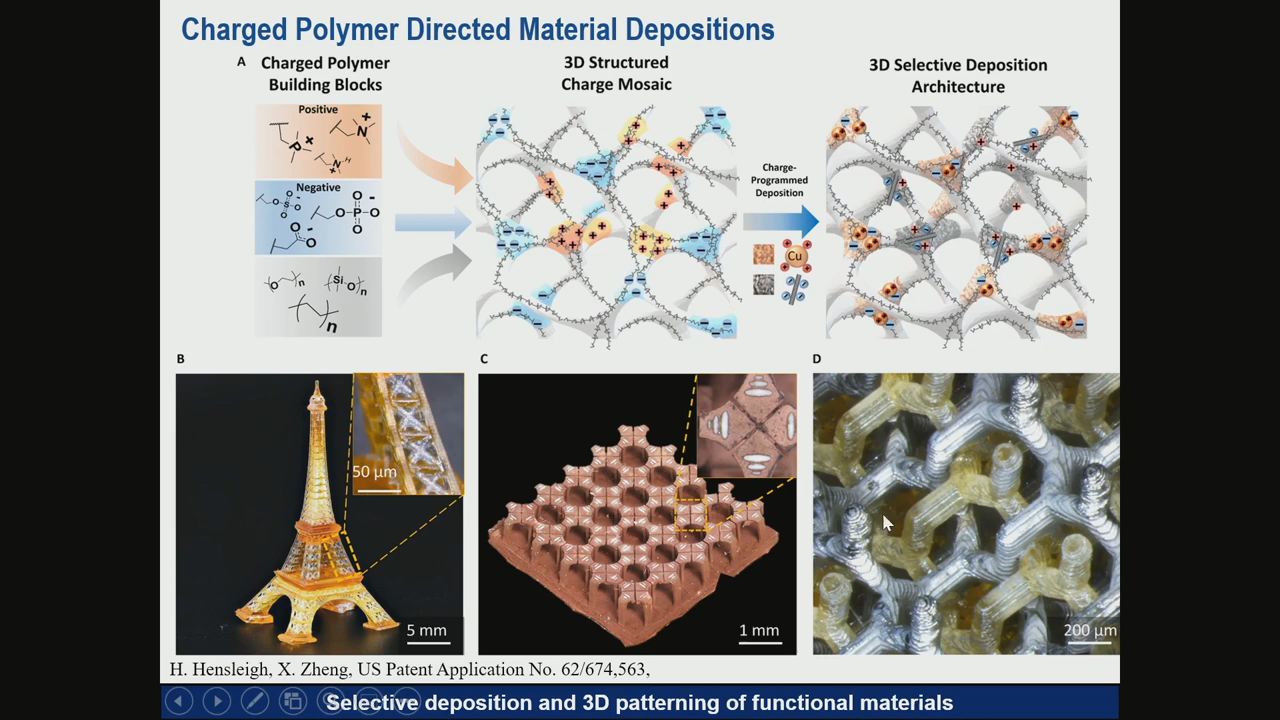 Charged Polymer Directed Material Depositions
A
Charged Polymer
Building Blocks
3D Structured
Charge Mosaic
3D Selective Deposition
Architecture
Positive
P
+
N
+
N
H
+
Negative
O
O S O
O
-
O
O P O
O
-
O
O
-
O n
Si O n
n
Charge-
Programmed
Deposition
Cu
B
C
D
50 µm
5 mm
1 mm
200 µm
H. Hensleigh, X. Zheng, US Patent Application No. 62/674,563,
Selective deposition and 3D patterning of functional materials